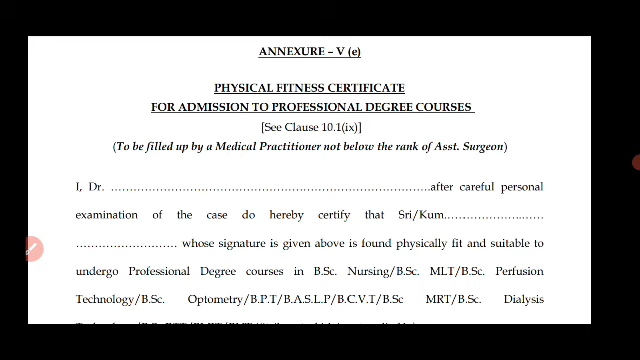 ANNEXURE – V (e)
PHYSICAL FITNESS CERTIFICATE
FOR ADMISSION TO PROFESSIONAL DEGREE COURSES
[See Clause 10.1(ix)]
(To be filled up by a Medical Practitioner not below the rank of Asst. Surgeon)
I, Dr. …………………………………………………………………………….after careful personal
examination of the case do hereby certify that Sri/Kum…………………..……
……………………… whose signature is given above is found physically fit and suitable to
undergo Professional Degree courses in B.Sc. Nursing/B.Sc. MLT/B.Sc. Perfusion
Technology/B.Sc. Optometry/B.P.T/B.A.S.L.P/B.C.V.T/B.Sc MRT/B.Sc. Dialysis